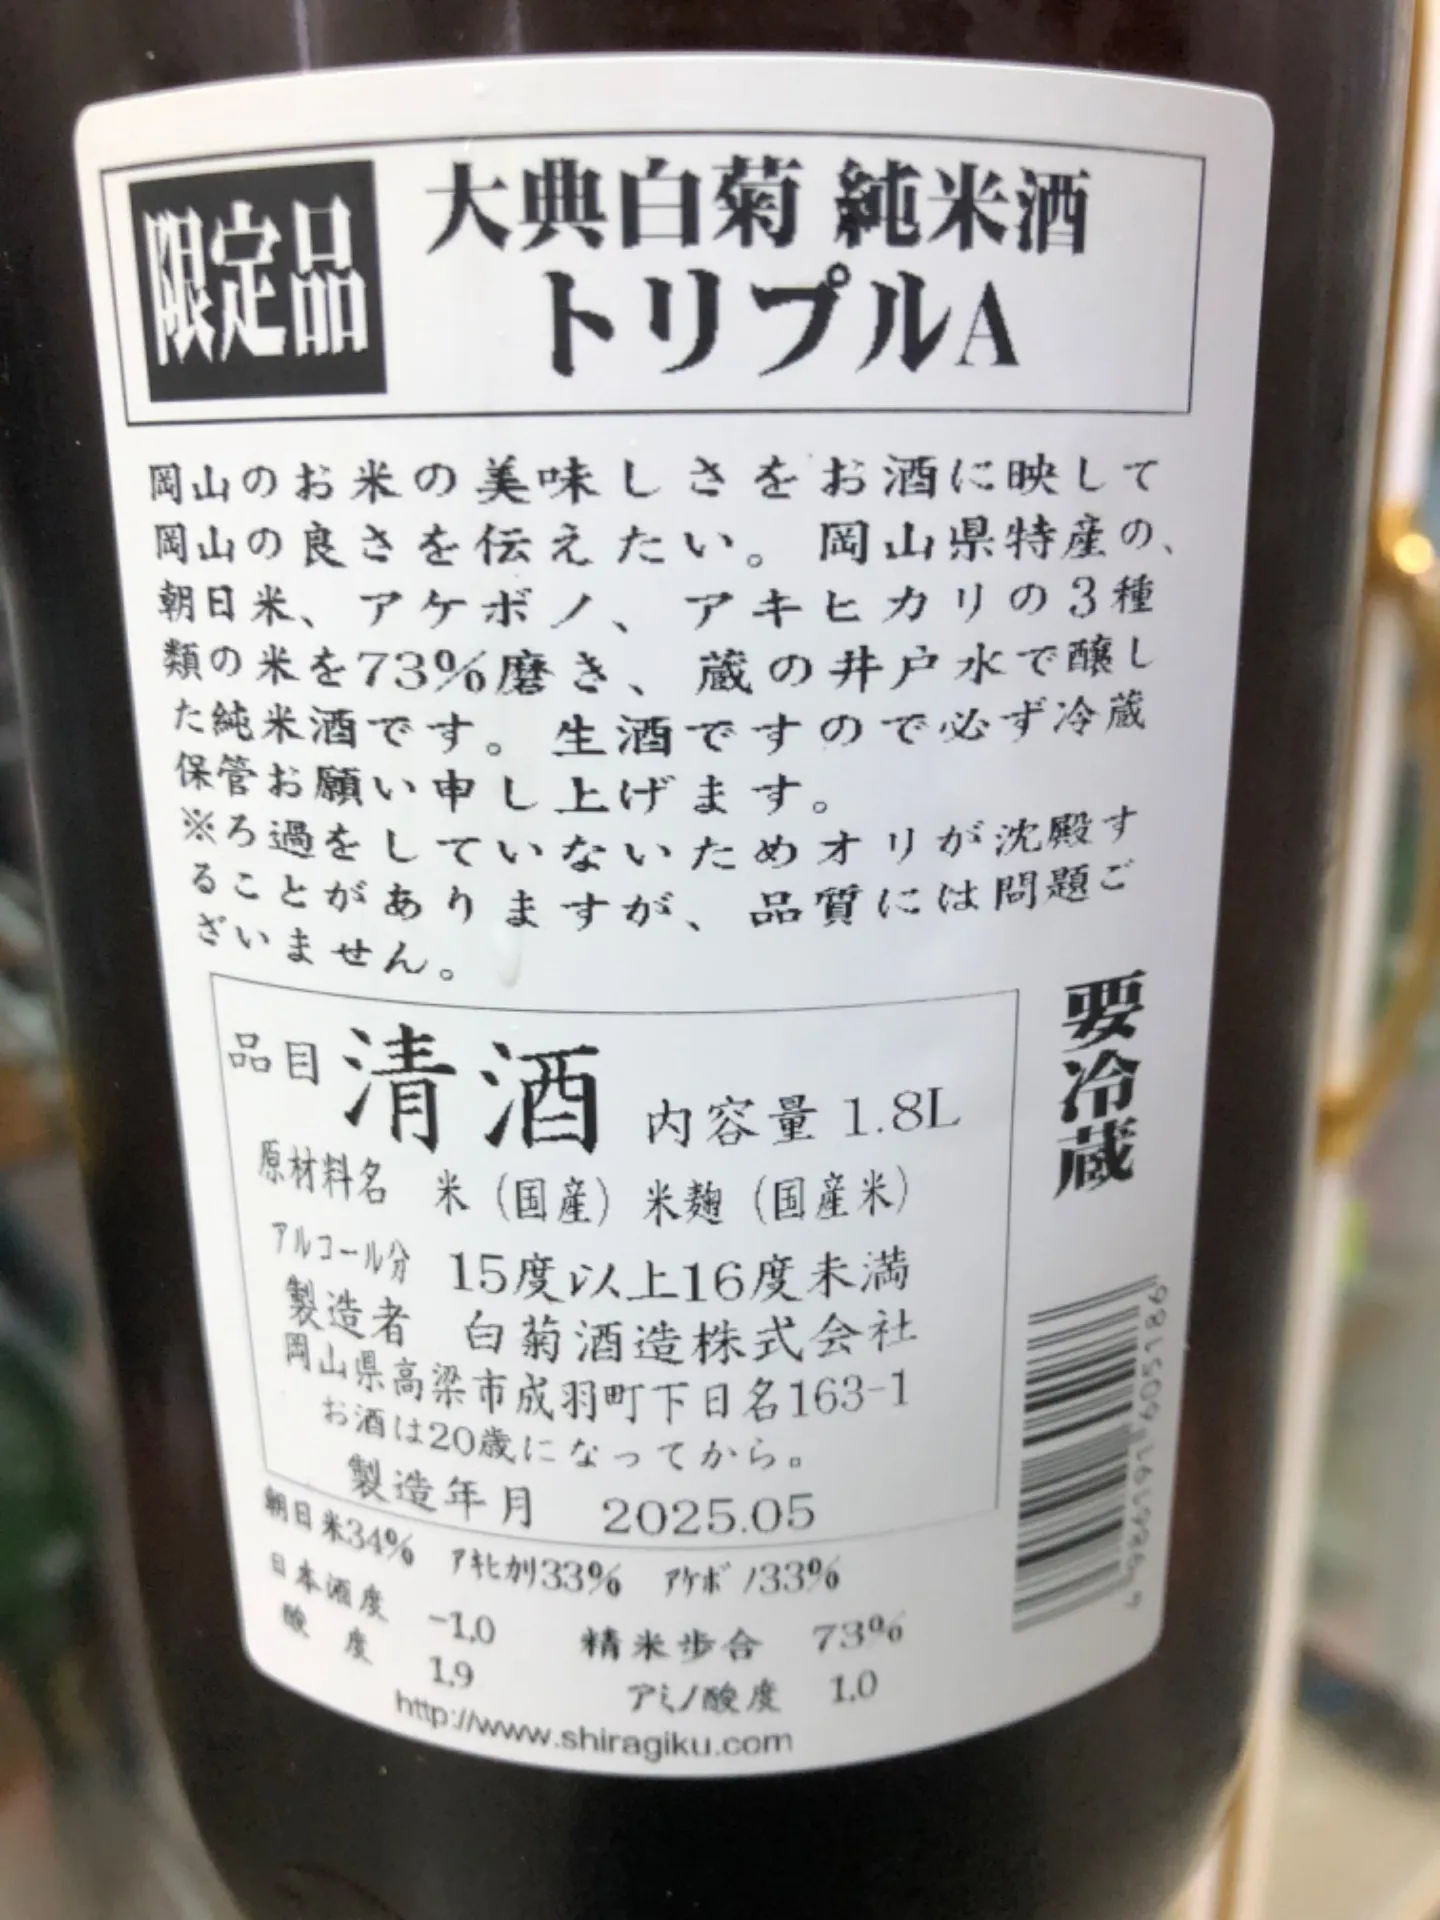 限定品
大典白菊 純米酒
トリプルA
岡山のお米の美味しさをお酒に映して
岡山の良さを伝えたい。岡山県特産の、
朝日米、アケボノ、アキヒカリの3種
類の米を73%磨き、蔵の井戸水で醸し
た純米酒です。生酒ですので必ず冷蔵
保管お願い申し上げます。
※ろ過をしていないためオリが沈殿す
ることがありますが、品質には問題ご
ざいません。
要冷蔵
品目 清酒 内容量 1.8L
原材料名 米（国産）米麹（国産米）
アルコール分 15度以上16度未満
製造者 白菊酒造株式会社
岡山県高梁市成羽町下日名163-1
お酒は20歳になってから。
製造年月 2025.05
朝日米34% ｱｷﾋｶﾘ33% ｱｹﾎﾞﾉ33%
日本酒度 -1.0 精米歩合 73%
酸度 1.9 アミノ酸度 1.0
http://www.shiragiku.com